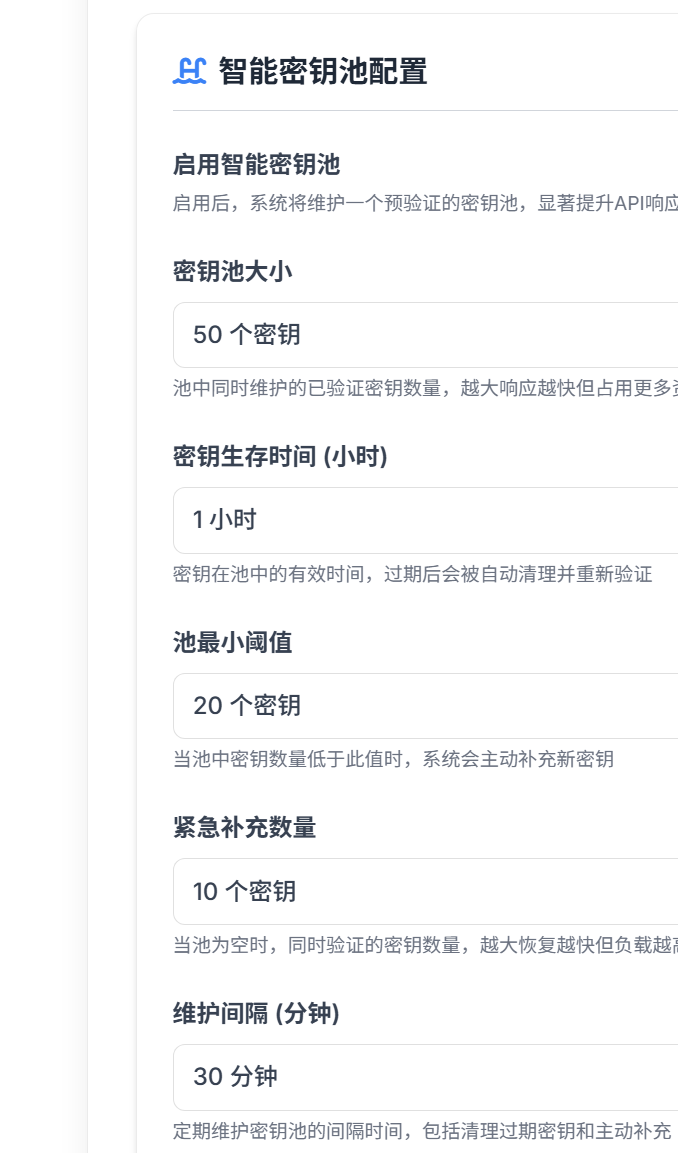 智能密钥池配置
启用智能密钥池
启用后，系统将维护一个预验证的密钥池，显著提升API响应
密钥池大小
50 个密钥
池中同时维护的已验证密钥数量，越大响应越快但占用更多
密钥生存时间 (小时)
1 小时
密钥在池中的有效时间，过期后会被自动清理并重新验证
池最小阈值
20 个密钥
当池中密钥数量低于此值时，系统会主动补充新密钥
紧急补充数量
10 个密钥
当池为空时，同时验证的密钥数量，越大恢复越快但负载越
维护间隔 (分钟)
30 分钟
定期维护密钥池的间隔时间，包括清理过期密钥和主动补充